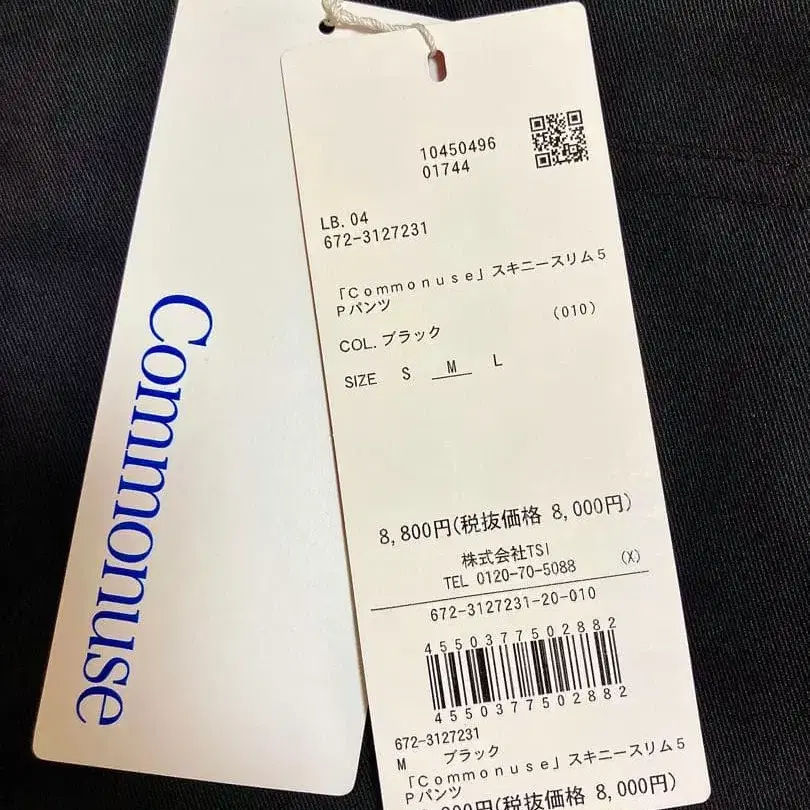 Commonuse
10450496
01744
LB.04
672-3127231
「Commonuse」スキニースリム5
Pパンツ
COL.ブラック (010)
SIZE S M L
8,800円(税抜価格 8,000円)
株式会社TSI
TEL 0120-70-5088 (X)
672-3127231-20-010
4550377502882
4550377502882
672-3127231
M ブラック
「Commonuse」スキニースリム5
Pパンツ
800円(税抜価格 8,000円)